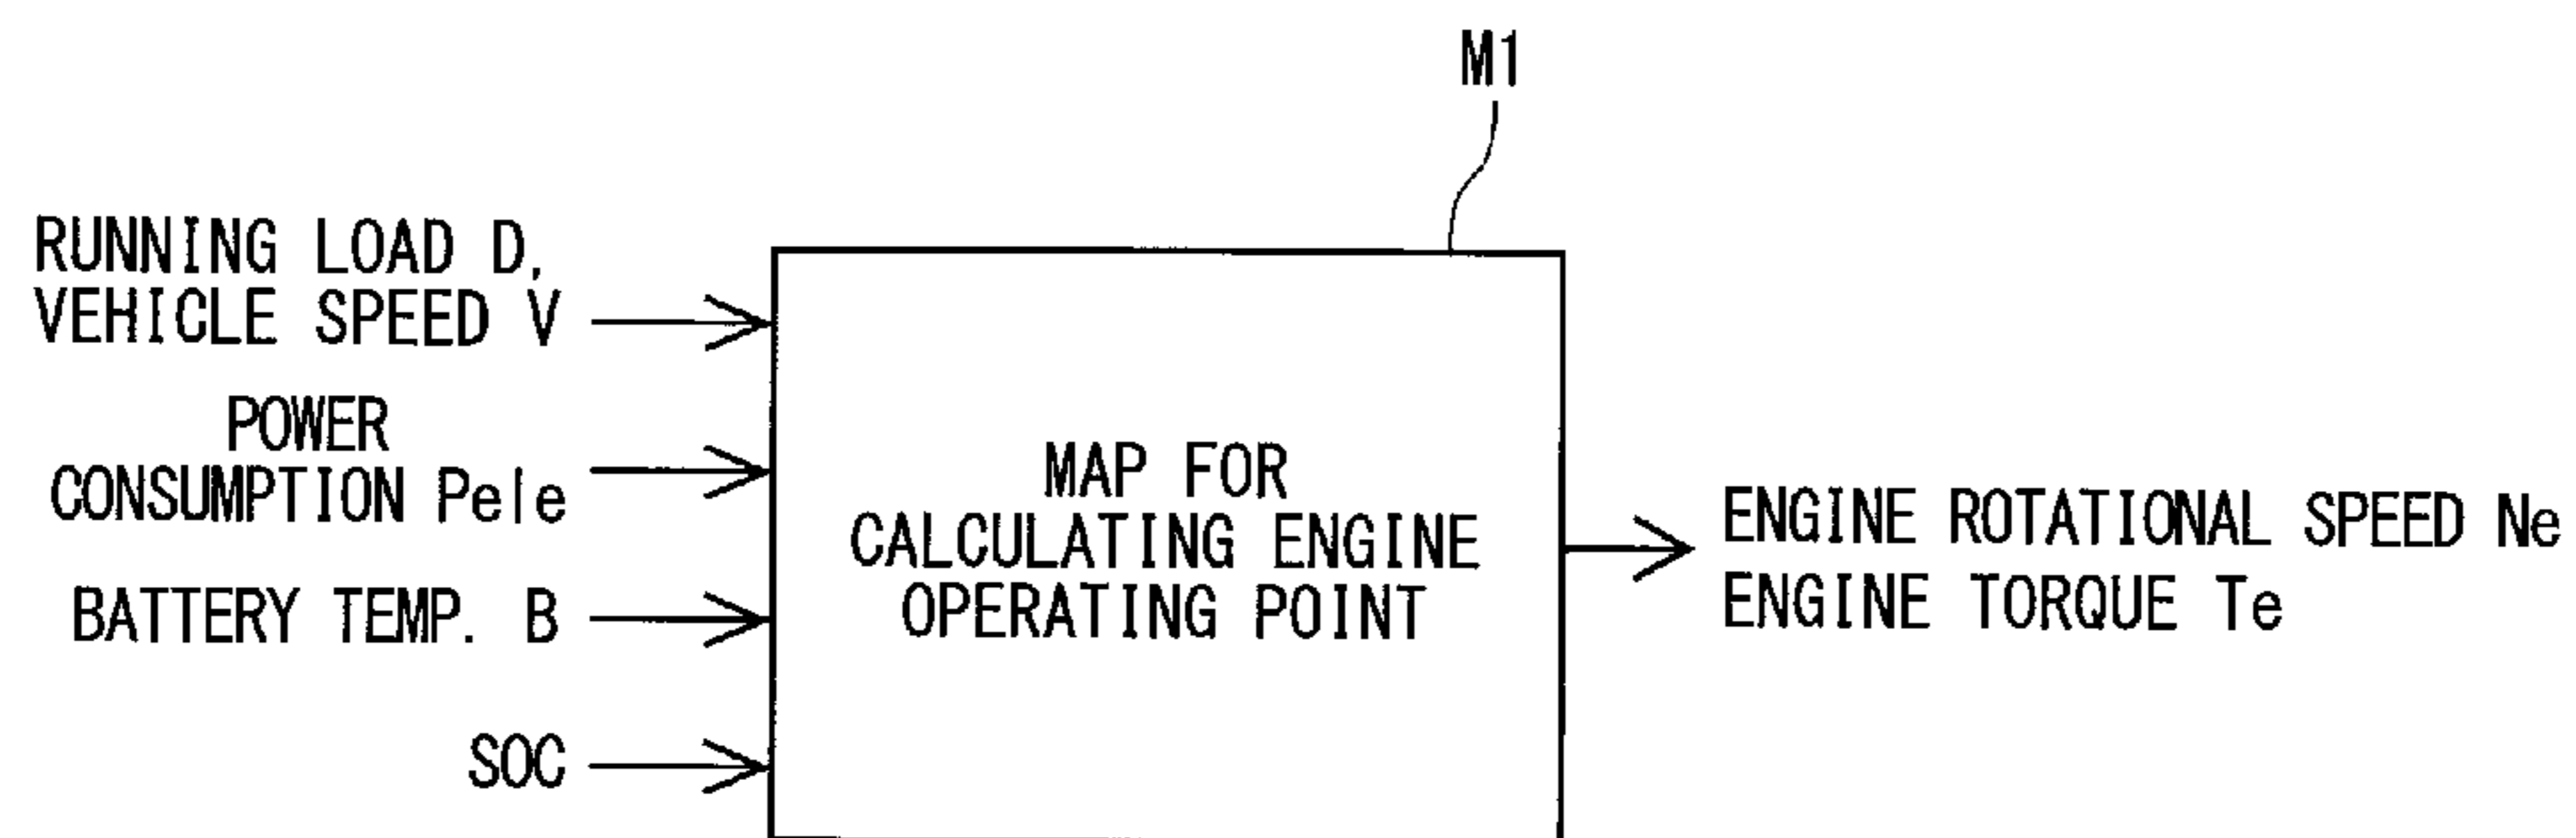 M1
RUNNING LOAD D,
VEHICLE SPEED V
POWER
CONSUMPTION Pele
BATTERY TEMP. B
SOC
MAP FOR
CALCULATING ENGINE
OPERATING POINT
ENGINE ROTATIONAL SPEED Ne
ENGINE TORQUE Te